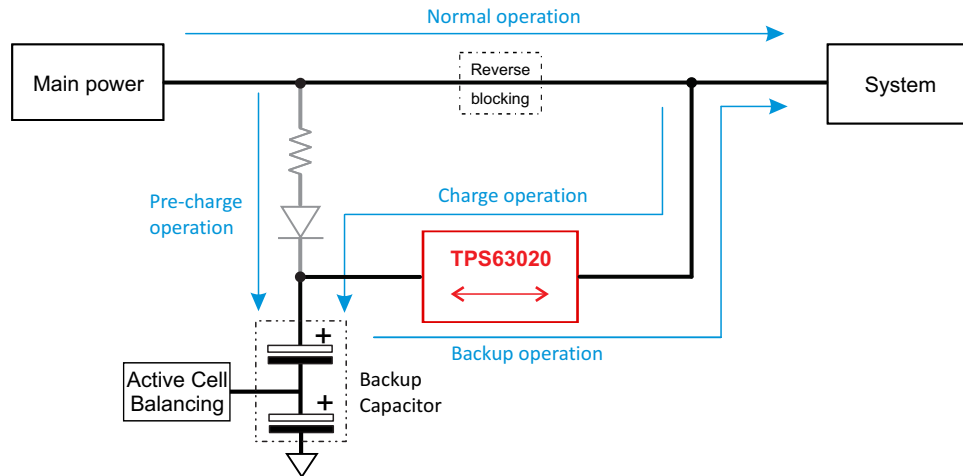 Normal operation
Main power
Reverse
blocking
System
Pre-charge
operation
Charge operation
TPS63020
Backup operation
+
Active Cell
Balancing
+
Backup
Capacitor